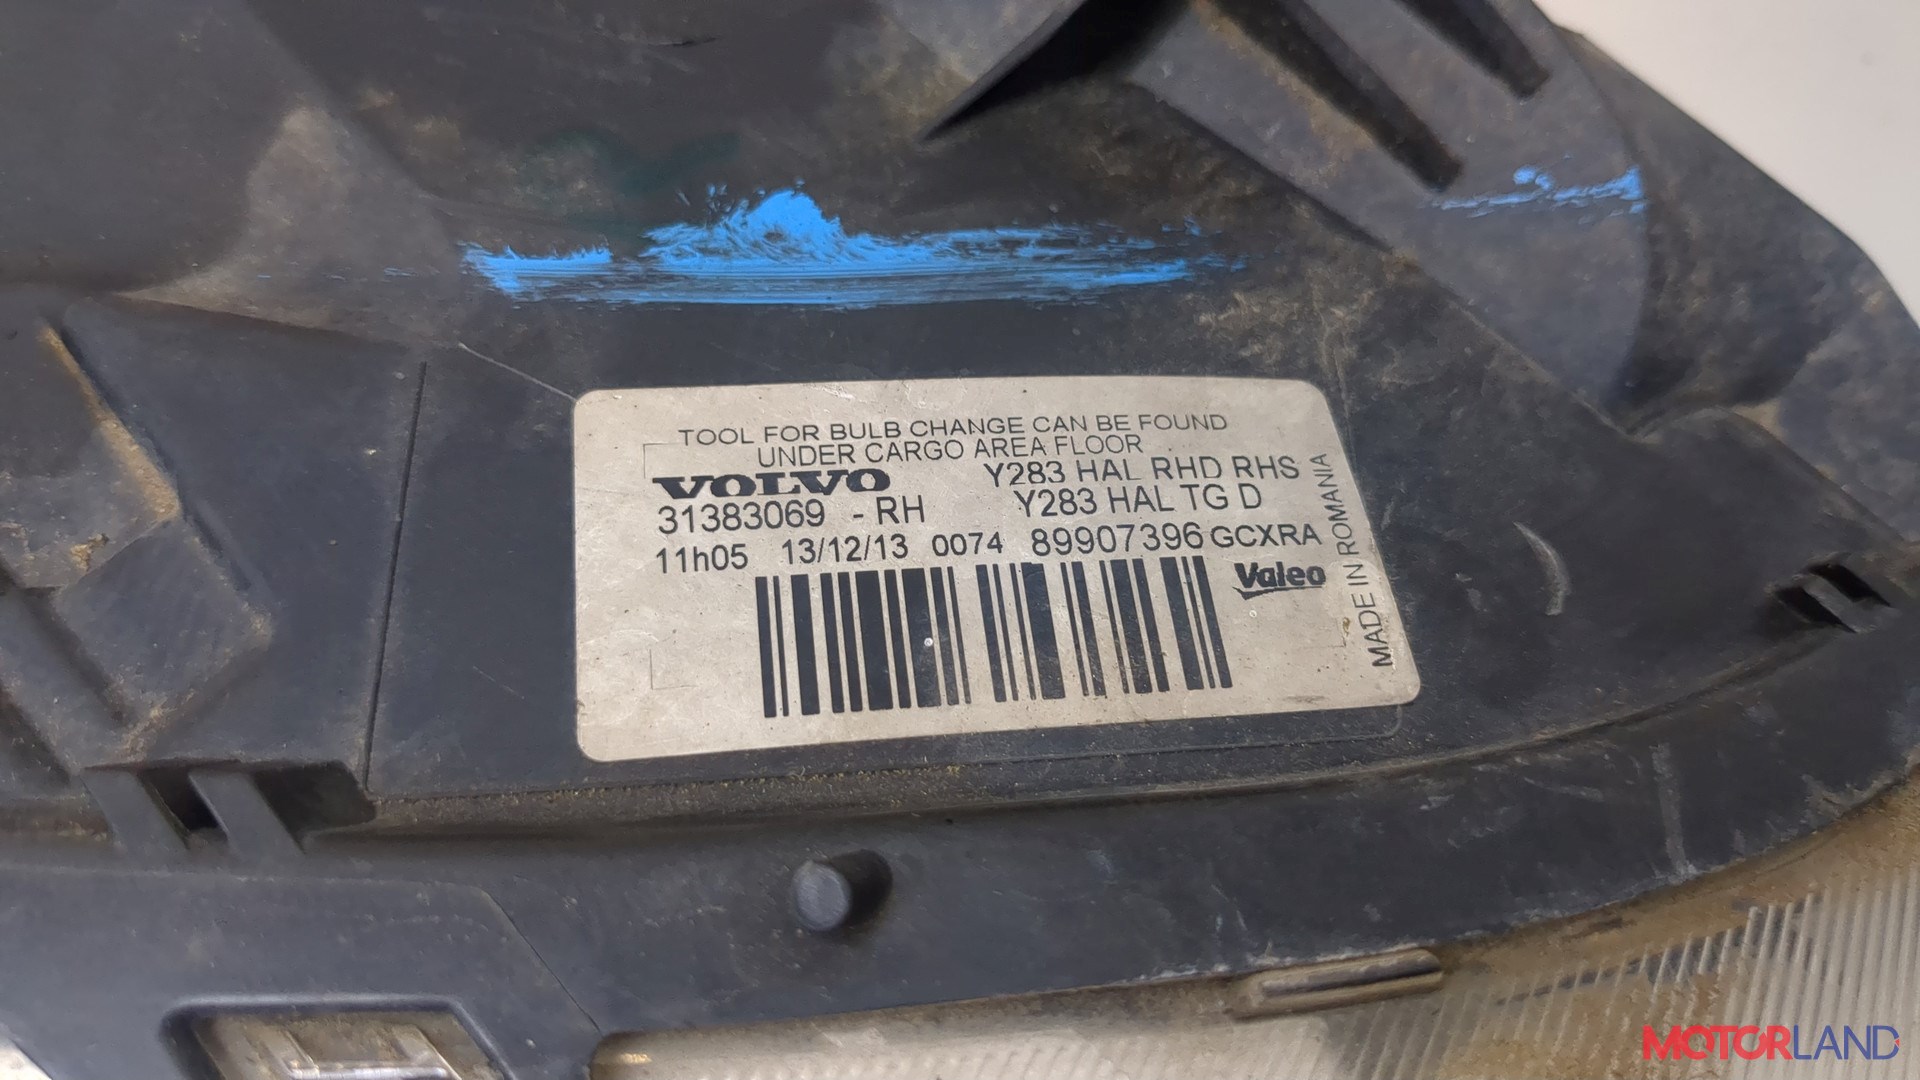 TOOL FOR BULB CHANGE CAN BE FOUND
UNDER CARGO AREA FLOOR
VOLVO
Y283 HAL RHD RHS
31383069 - RH
Y283 HAL TG D
11h05 13/12/13 0074 89907396 GCXRA
Valeo
MADE IN ROMANIA
MOTORLAND